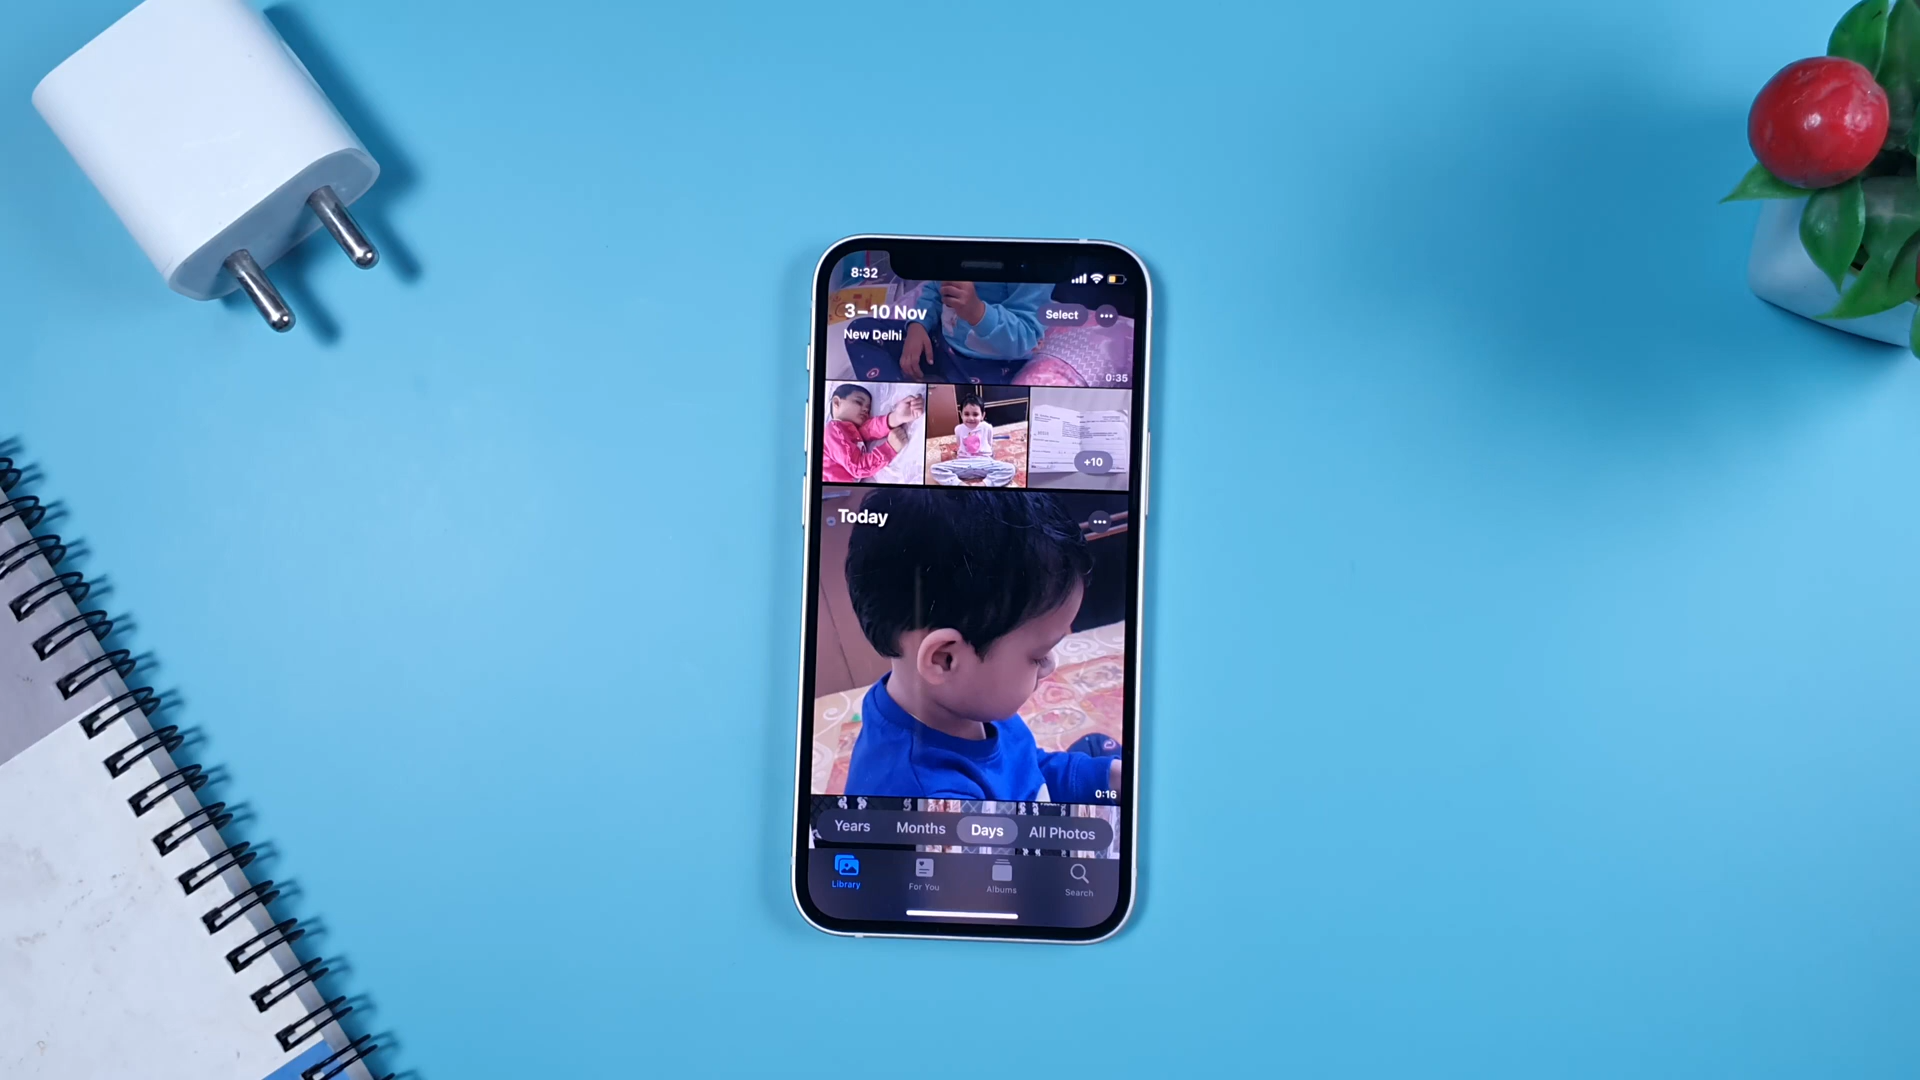 8:32
3–10 Nov
Select
New Delhi
0:35
+10
Today
0:16
Years
Months
Days
All Photos
Library
For You
Albums
Search